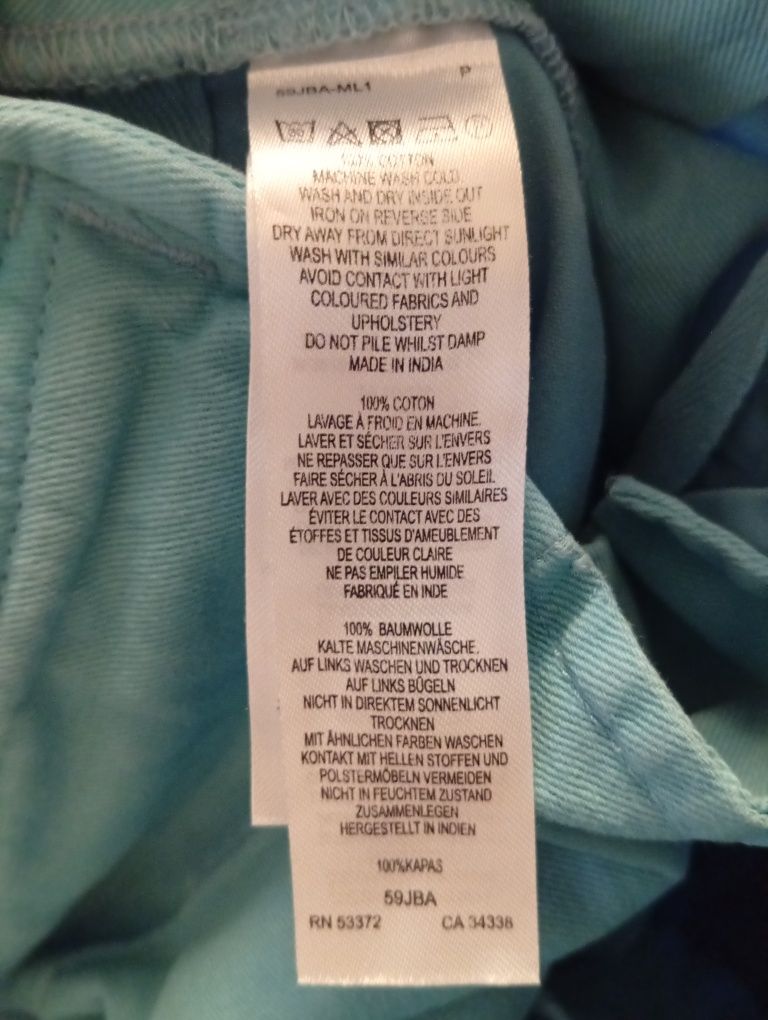 59JBA-ML1 P
100% COTTON
MACHINE WASH COLD.
WASH AND DRY INSIDE OUT
IRON ON REVERSE SIDE
DRY AWAY FROM DIRECT SUNLIGHT
WASH WITH SIMILAR COLOURS
AVOID CONTACT WITH LIGHT
COLOURED FABRICS AND
UPHOLSTERY
DO NOT PILE WHILST DAMP
MADE IN INDIA
100% COTON
LAVAGE À FROID EN MACHINE.
LAVER ET SÉCHER SUR L'ENVERS
NE REPASSER QUE SUR L'ENVERS
FAIRE SÉCHER À L'ABRIS DU SOLEIL
LAVER AVEC DES COULEURS SIMILAIRES
ÉVITER LE CONTACT AVEC DES
ÉTOFFES ET TISSUS D'AMEUBLEMENT
DE COULEUR CLAIRE
NE PAS EMPILER HUMIDE
FABRIQUÉ EN INDE
100% BAUMWOLLE
KALTE MASCHINENWÄSCHE.
AUF LINKS WASCHEN UND TROCKNEN
AUF LINKS BÜGELN
NICHT IN DIREKTEM SONNENLICHT
TROCKNEN
MIT ÄHNLICHEN FARBEN WASCHEN
KONTAKT MIT HELLEN STOFFEN UND
POLSTERMÖBELN VERMEIDEN
NICHT IN FEUCHTEM ZUSTAND
ZUSAMMENLEGEN
HERGESTELLT IN INDIEN
100%KAPAS
59JBA
RN 53372 CA 34338